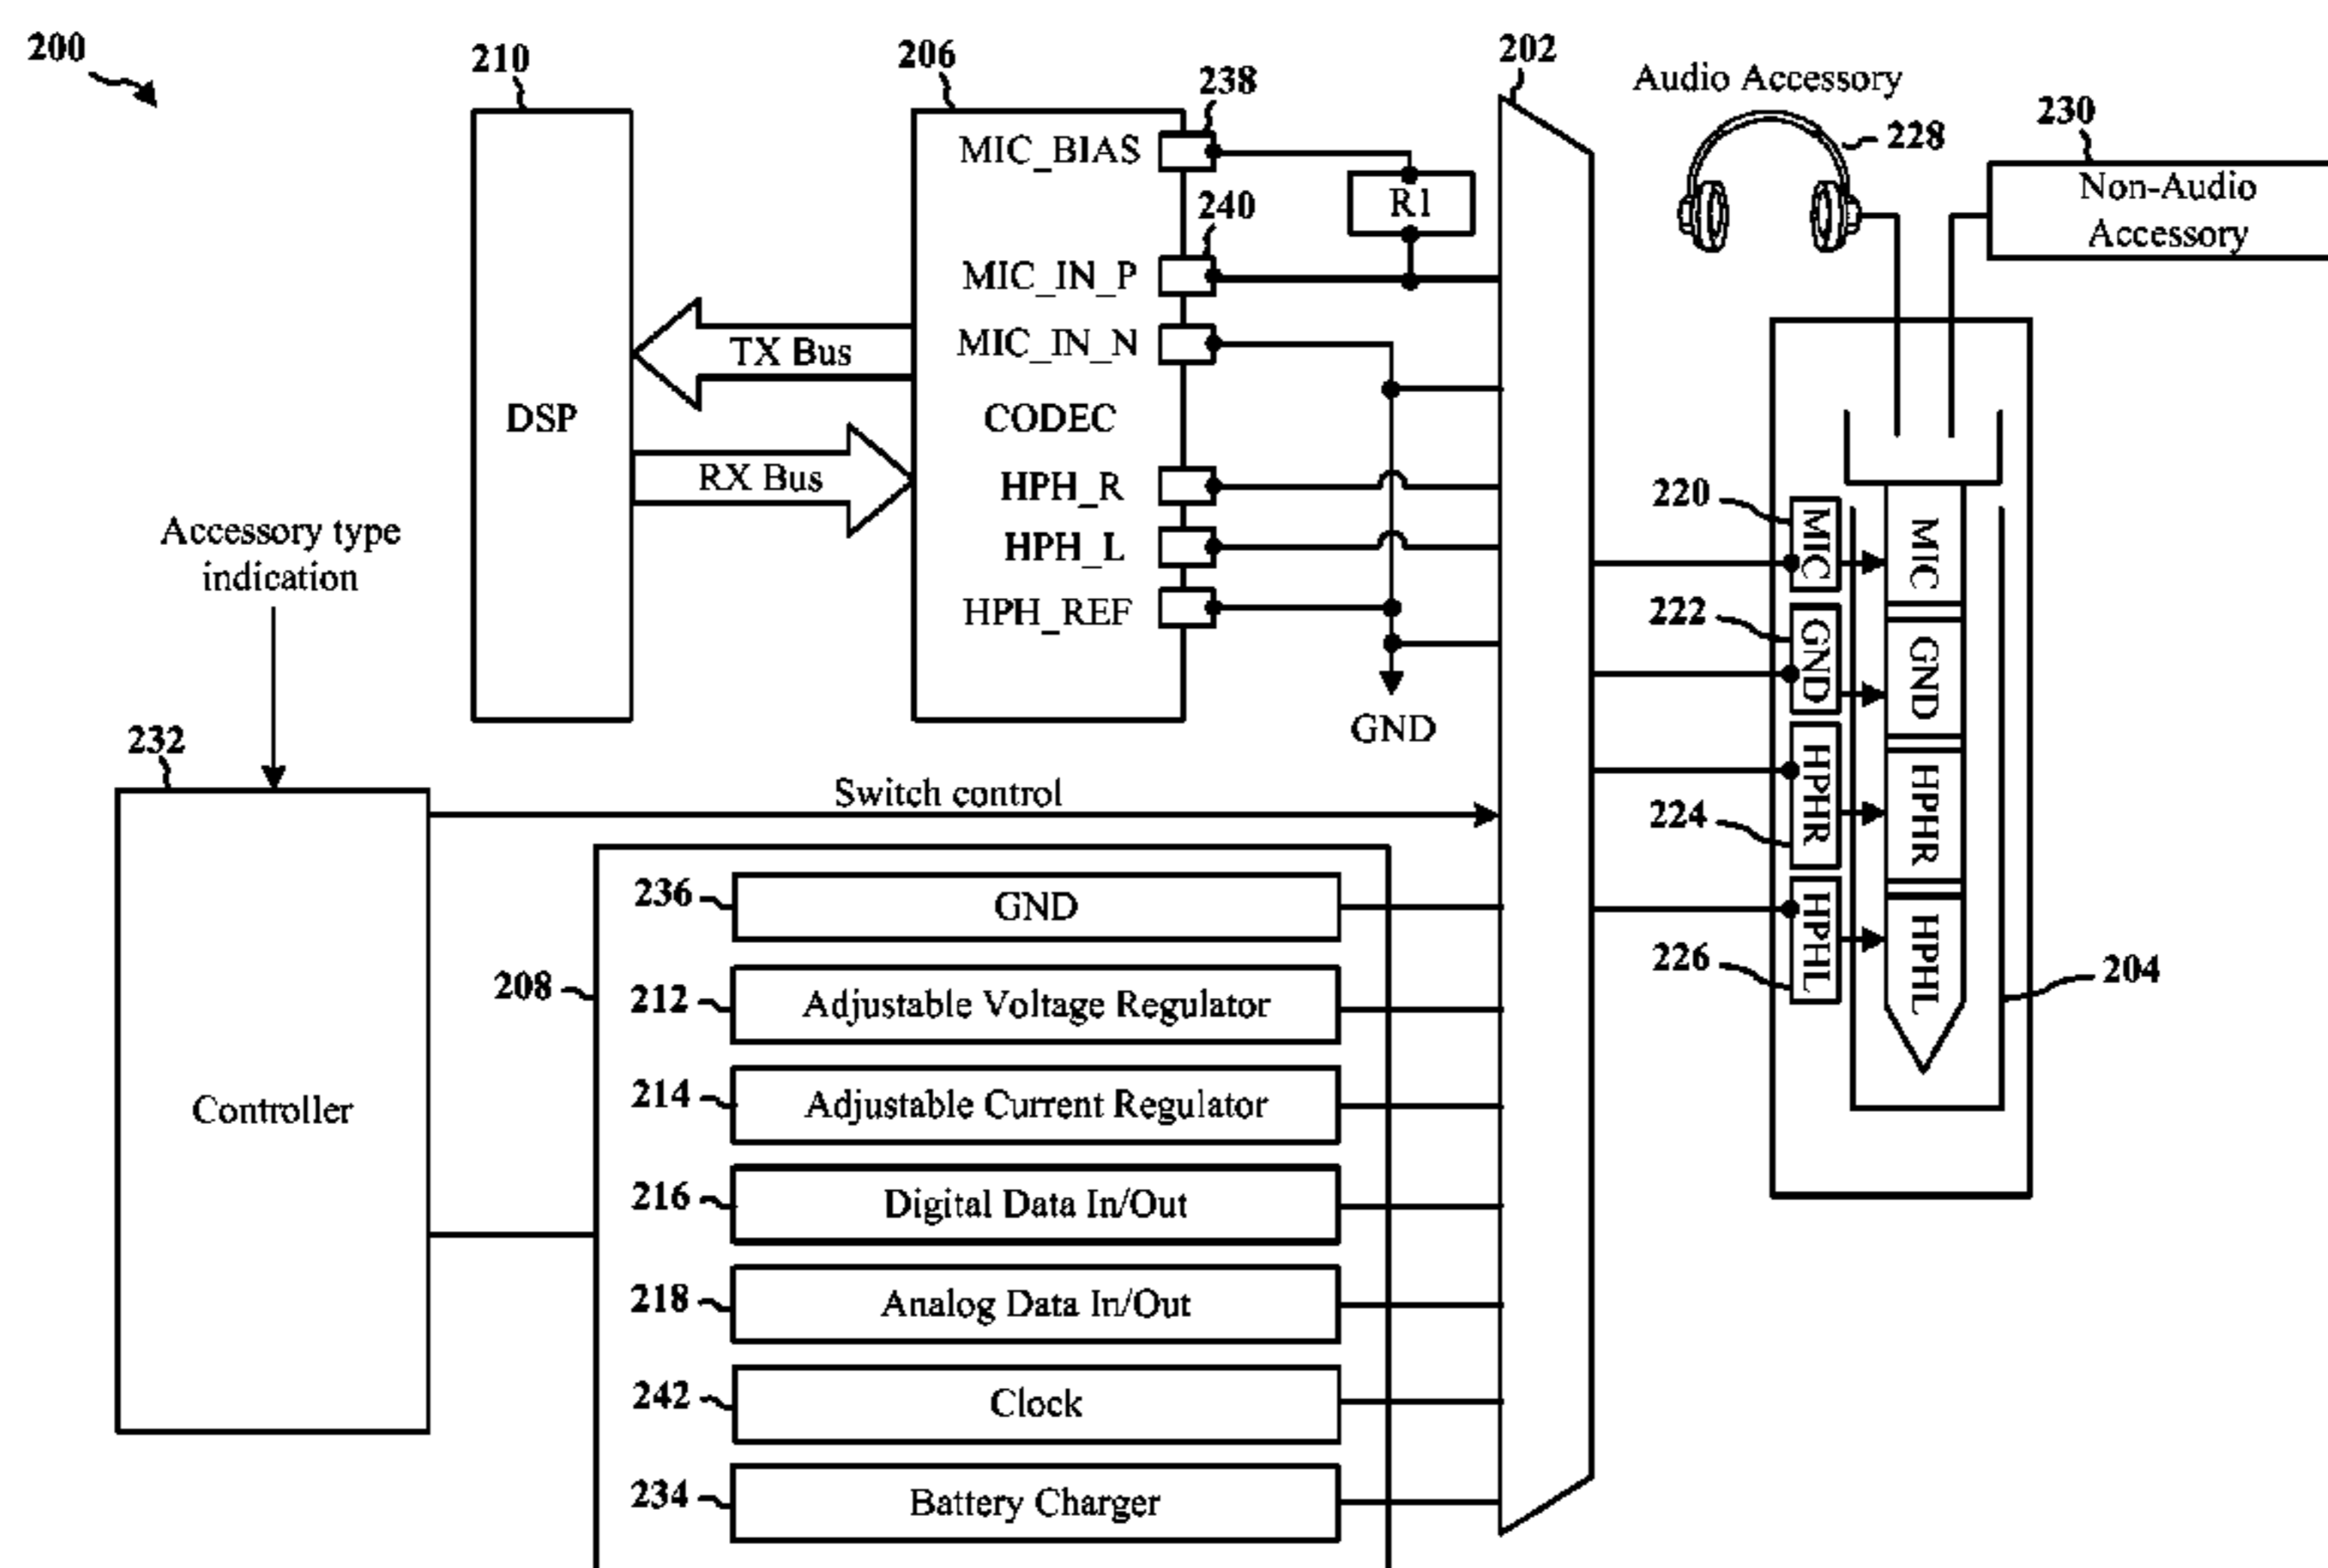 200
210
206
238
202
Audio Accessory
230
228
MIC_BIAS
Non-Audio
Accessory
R1
240
MIC_IN_P
MIC_IN_N
TX Bus
DSP
CODEC
RX Bus
HPH_R
HPH_L
HPH_REF
GND
Accessory type
indication
220
MIC
MIC
222
GND
GND
224
HPHR
HPHR
226
HPHL
HPHL
204
232
Switch control
Controller
208
236
GND
212
Adjustable Voltage Regulator
214
Adjustable Current Regulator
216
Digital Data In/Out
218
Analog Data In/Out
242
Clock
234
Battery Charger